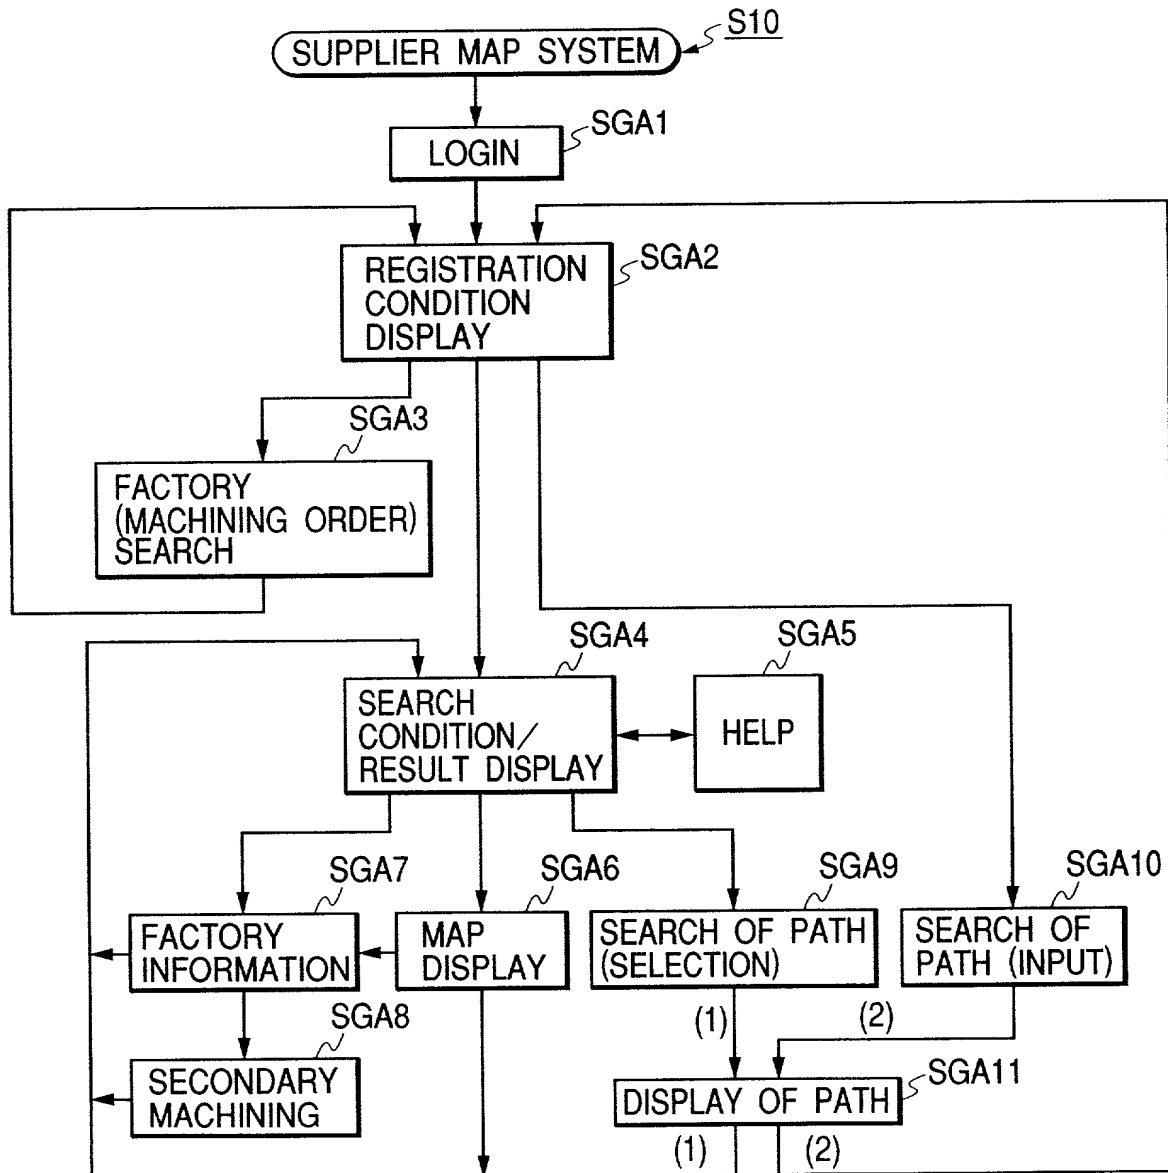 SUPPLIER MAP SYSTEM
S10
LOGIN
SGA1
REGISTRATION
CONDITION
DISPLAY
SGA2
SGA3
FACTORY
(MACHINING ORDER)
SEARCH
SGA4
SGA5
SEARCH
CONDITION/
RESULT DISPLAY
HELP
SGA7
SGA6
SGA9
SGA10
FACTORY
INFORMATION
MAP
DISPLAY
SEARCH OF PATH
(SELECTION)
SEARCH OF
PATH (INPUT)
(1)
(2)
SGA8
SECONDARY
MACHINING
SGA11
DISPLAY OF PATH
(1)
(2)